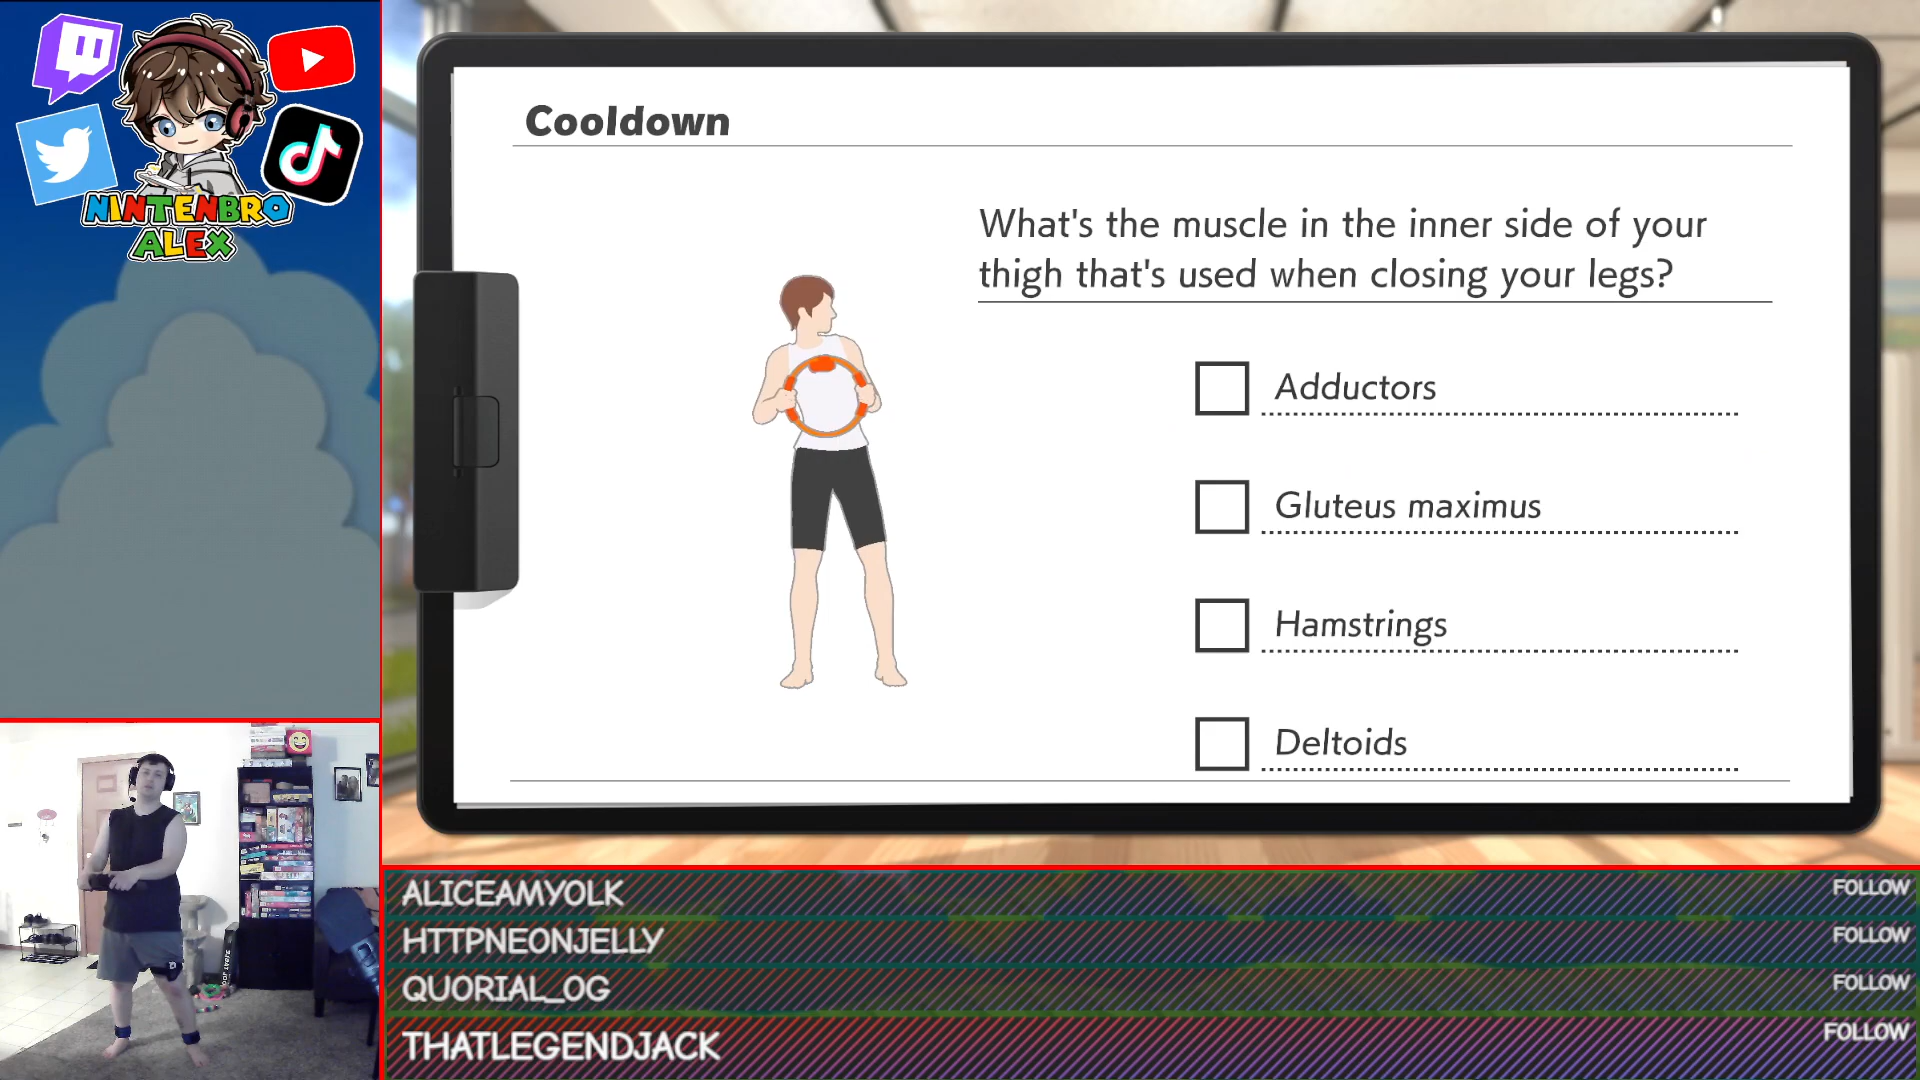 NINTENBRO
ALEX
Cooldown
What's the muscle in the inner side of your
thigh that's used when closing your legs?
Adductors
Gluteus maximus
Hamstrings
Deltoids
ALICEAMYOLK FOLLOW
HTTPNEONJELLY FOLLOW
QUORIAL_OG FOLLOW
THATLEGENDJACK FOLLOW